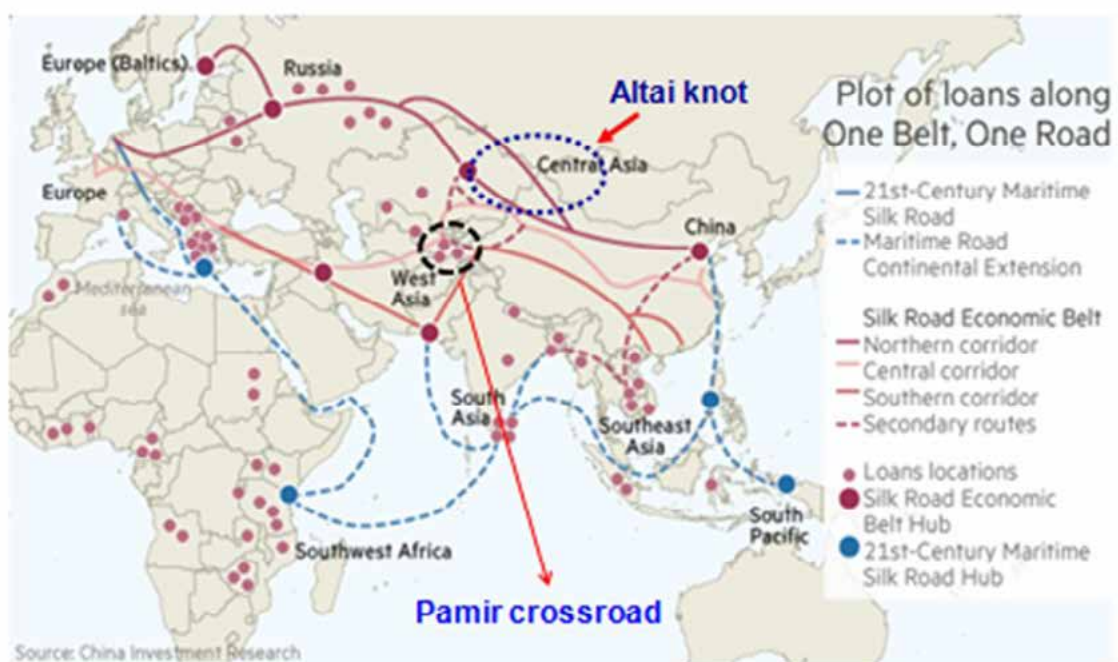 Europe (Baltics)
Russia
Altai knot
Plot of loans along
One Belt, One Road
Central Asia
Europe
21st-Century Maritime
Silk Road
China
Maritime Road
Continental Extension
West
Asia
Mediterranean
sea
Silk Road Economic Belt
Northern corridor
Central corridor
Southern corridor
Secondary routes
South
Asia
Southeast
Asia
Loans locations
Silk Road Economic
Belt Hub
South
Pacific
21st-Century Maritime
Silk Road Hub
Southwest Africa
Pamir crossroad
Source: China Investment Research